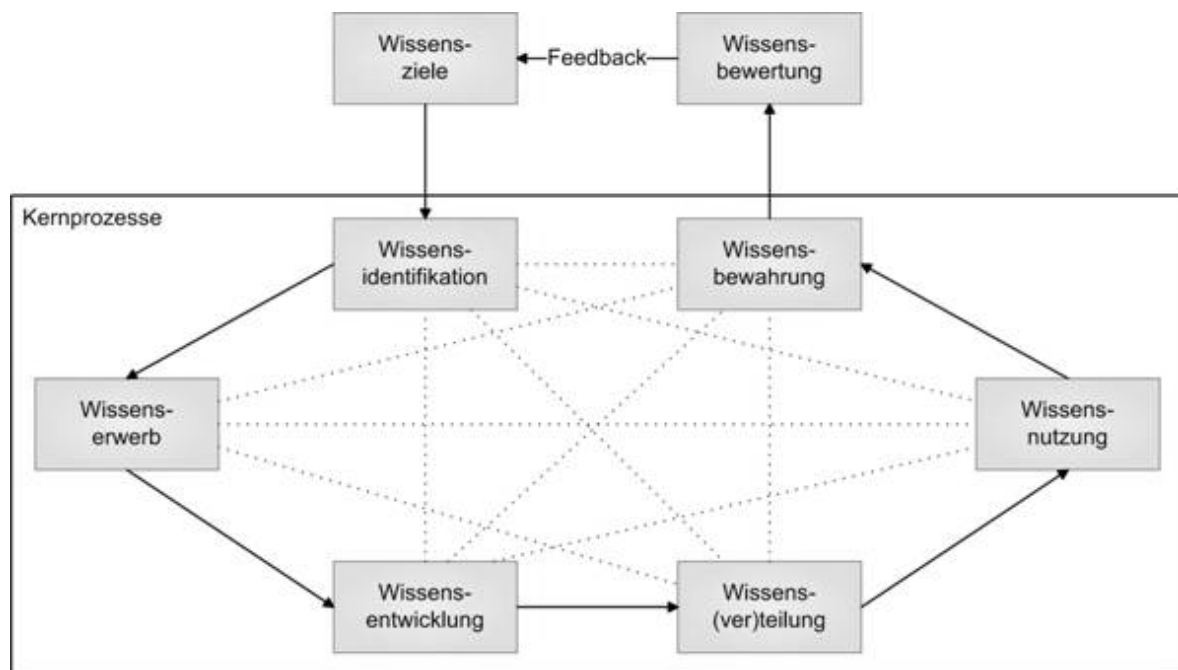 Wissens-
ziele
Feedback
Wissens-
bewertung
Kernprozesse
Wissens-
identifikation
Wissens-
bewahrung
Wissens-
erwerb
Wissens-
nutzung
Wissens-
entwicklung
Wissens-
(ver)teilung